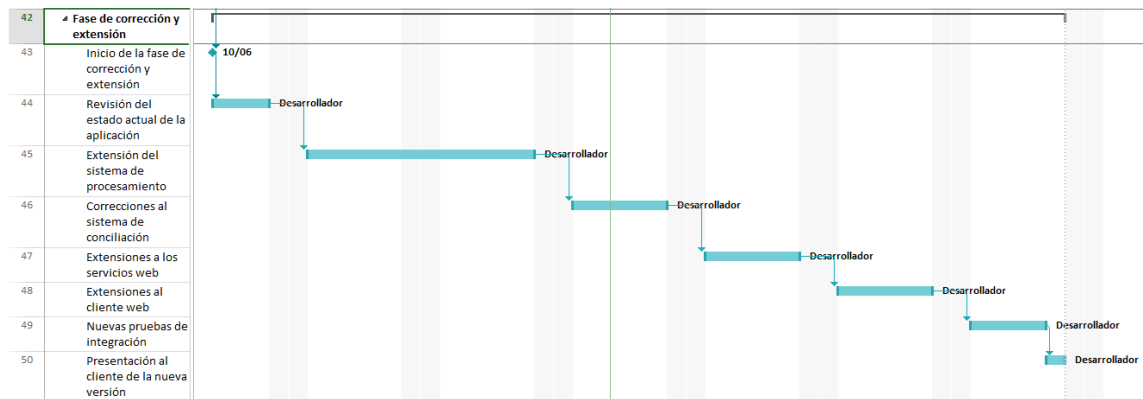 42 Fase de corrección y
extensión
43 Inicio de la fase de 10/06
corrección y
extensión
44 Revisión del Desarrollador
estado actual de la
aplicación
45 Extensión del Desarrollador
sistema de
procesamiento
46 Correcciones al Desarrollador
sistema de
conciliación
47 Extensiones a los Desarrollador
servicios web
48 Extensiones al Desarrollador
cliente web
49 Nuevas pruebas de Desarrollador
integración
50 Presentación al Desarrollador
cliente de la nueva
versión